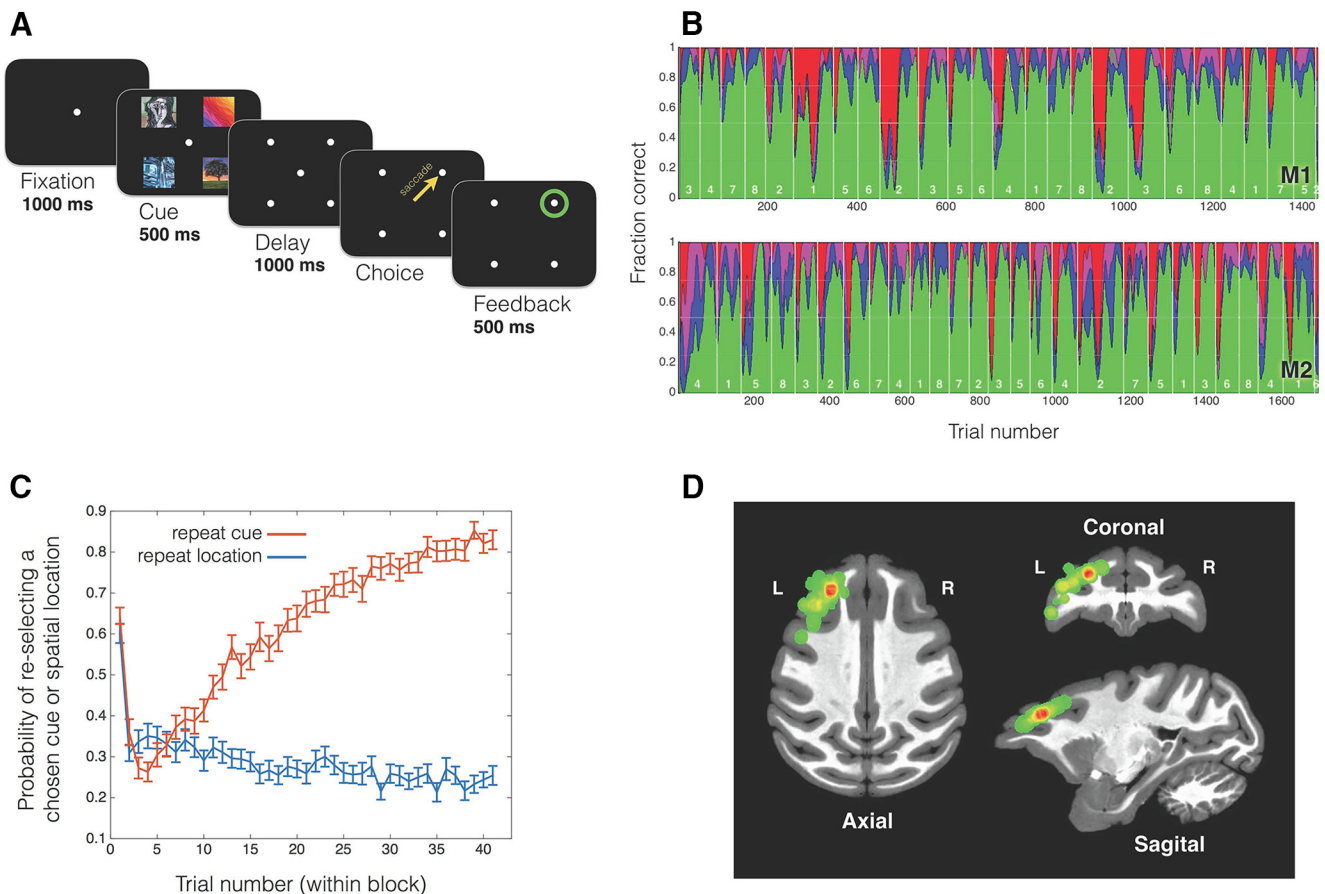 A
Fixation
1000 ms
Cue
500 ms
Delay
1000 ms
saccade
Choice
Feedback
500 ms
B
Fraction correct
1
0.8
0.6
0.4
0.2
0
3 4 7 8 2 1 5 6 2 3 5 6 4 1 7 8 2 3 6 8 4 1 7 5 2
M1
200 400 600 800 1000 1220 1400
1
0.8
0.6
0.4
0.2
0
4 1 5 8 3 2 6 7 4 1 8 7 2 3 5 6 4 2 7 5 1 3 6 8 4 1 6
M2
200 400 600 800 1000 1200 1400 1600
Trial number
C
Probability of re-selecting a
chosen cue or spatial location
0.9
0.8
0.7
0.6
0.5
0.4
0.3
0.2
0.1
repeat cue
repeat location
0 5 10 15 20 25 30 35 40
Trial number (within block)
D
Coronal
L R
L R
Axial
Sagital